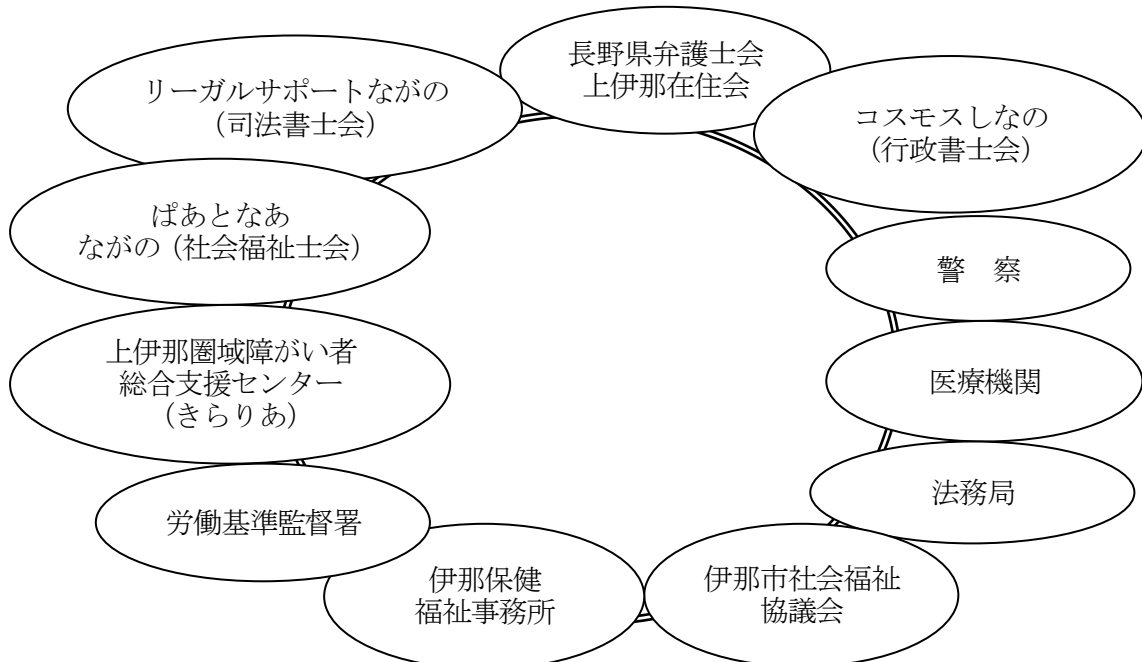 長野県弁護士会
上伊那在住会
リーガルサポートながの
（司法書士会）
コスモスしなの
（行政書士会）
ぱあとなあ
ながの（社会福祉士会）
警　察
上伊那圏域障がい者
総合支援センター
（きらりあ）
医療機関
法務局
労働基準監督署
伊那保健
福祉事務所
伊那市社会福祉
協議会